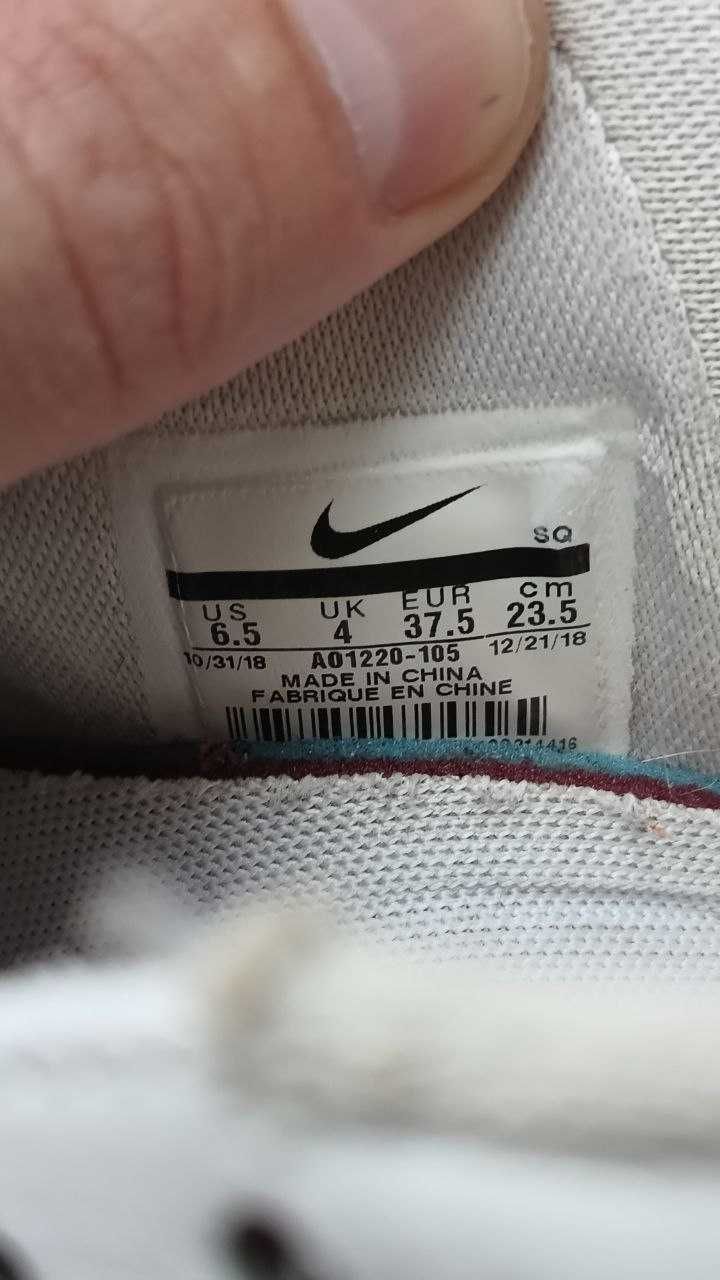 SQ
US UK EUR cm
6.5 4 37.5 23.5
10/31/18 AO1220-105 12/21/18
MADE IN CHINA
FABRIQUE EN CHINE